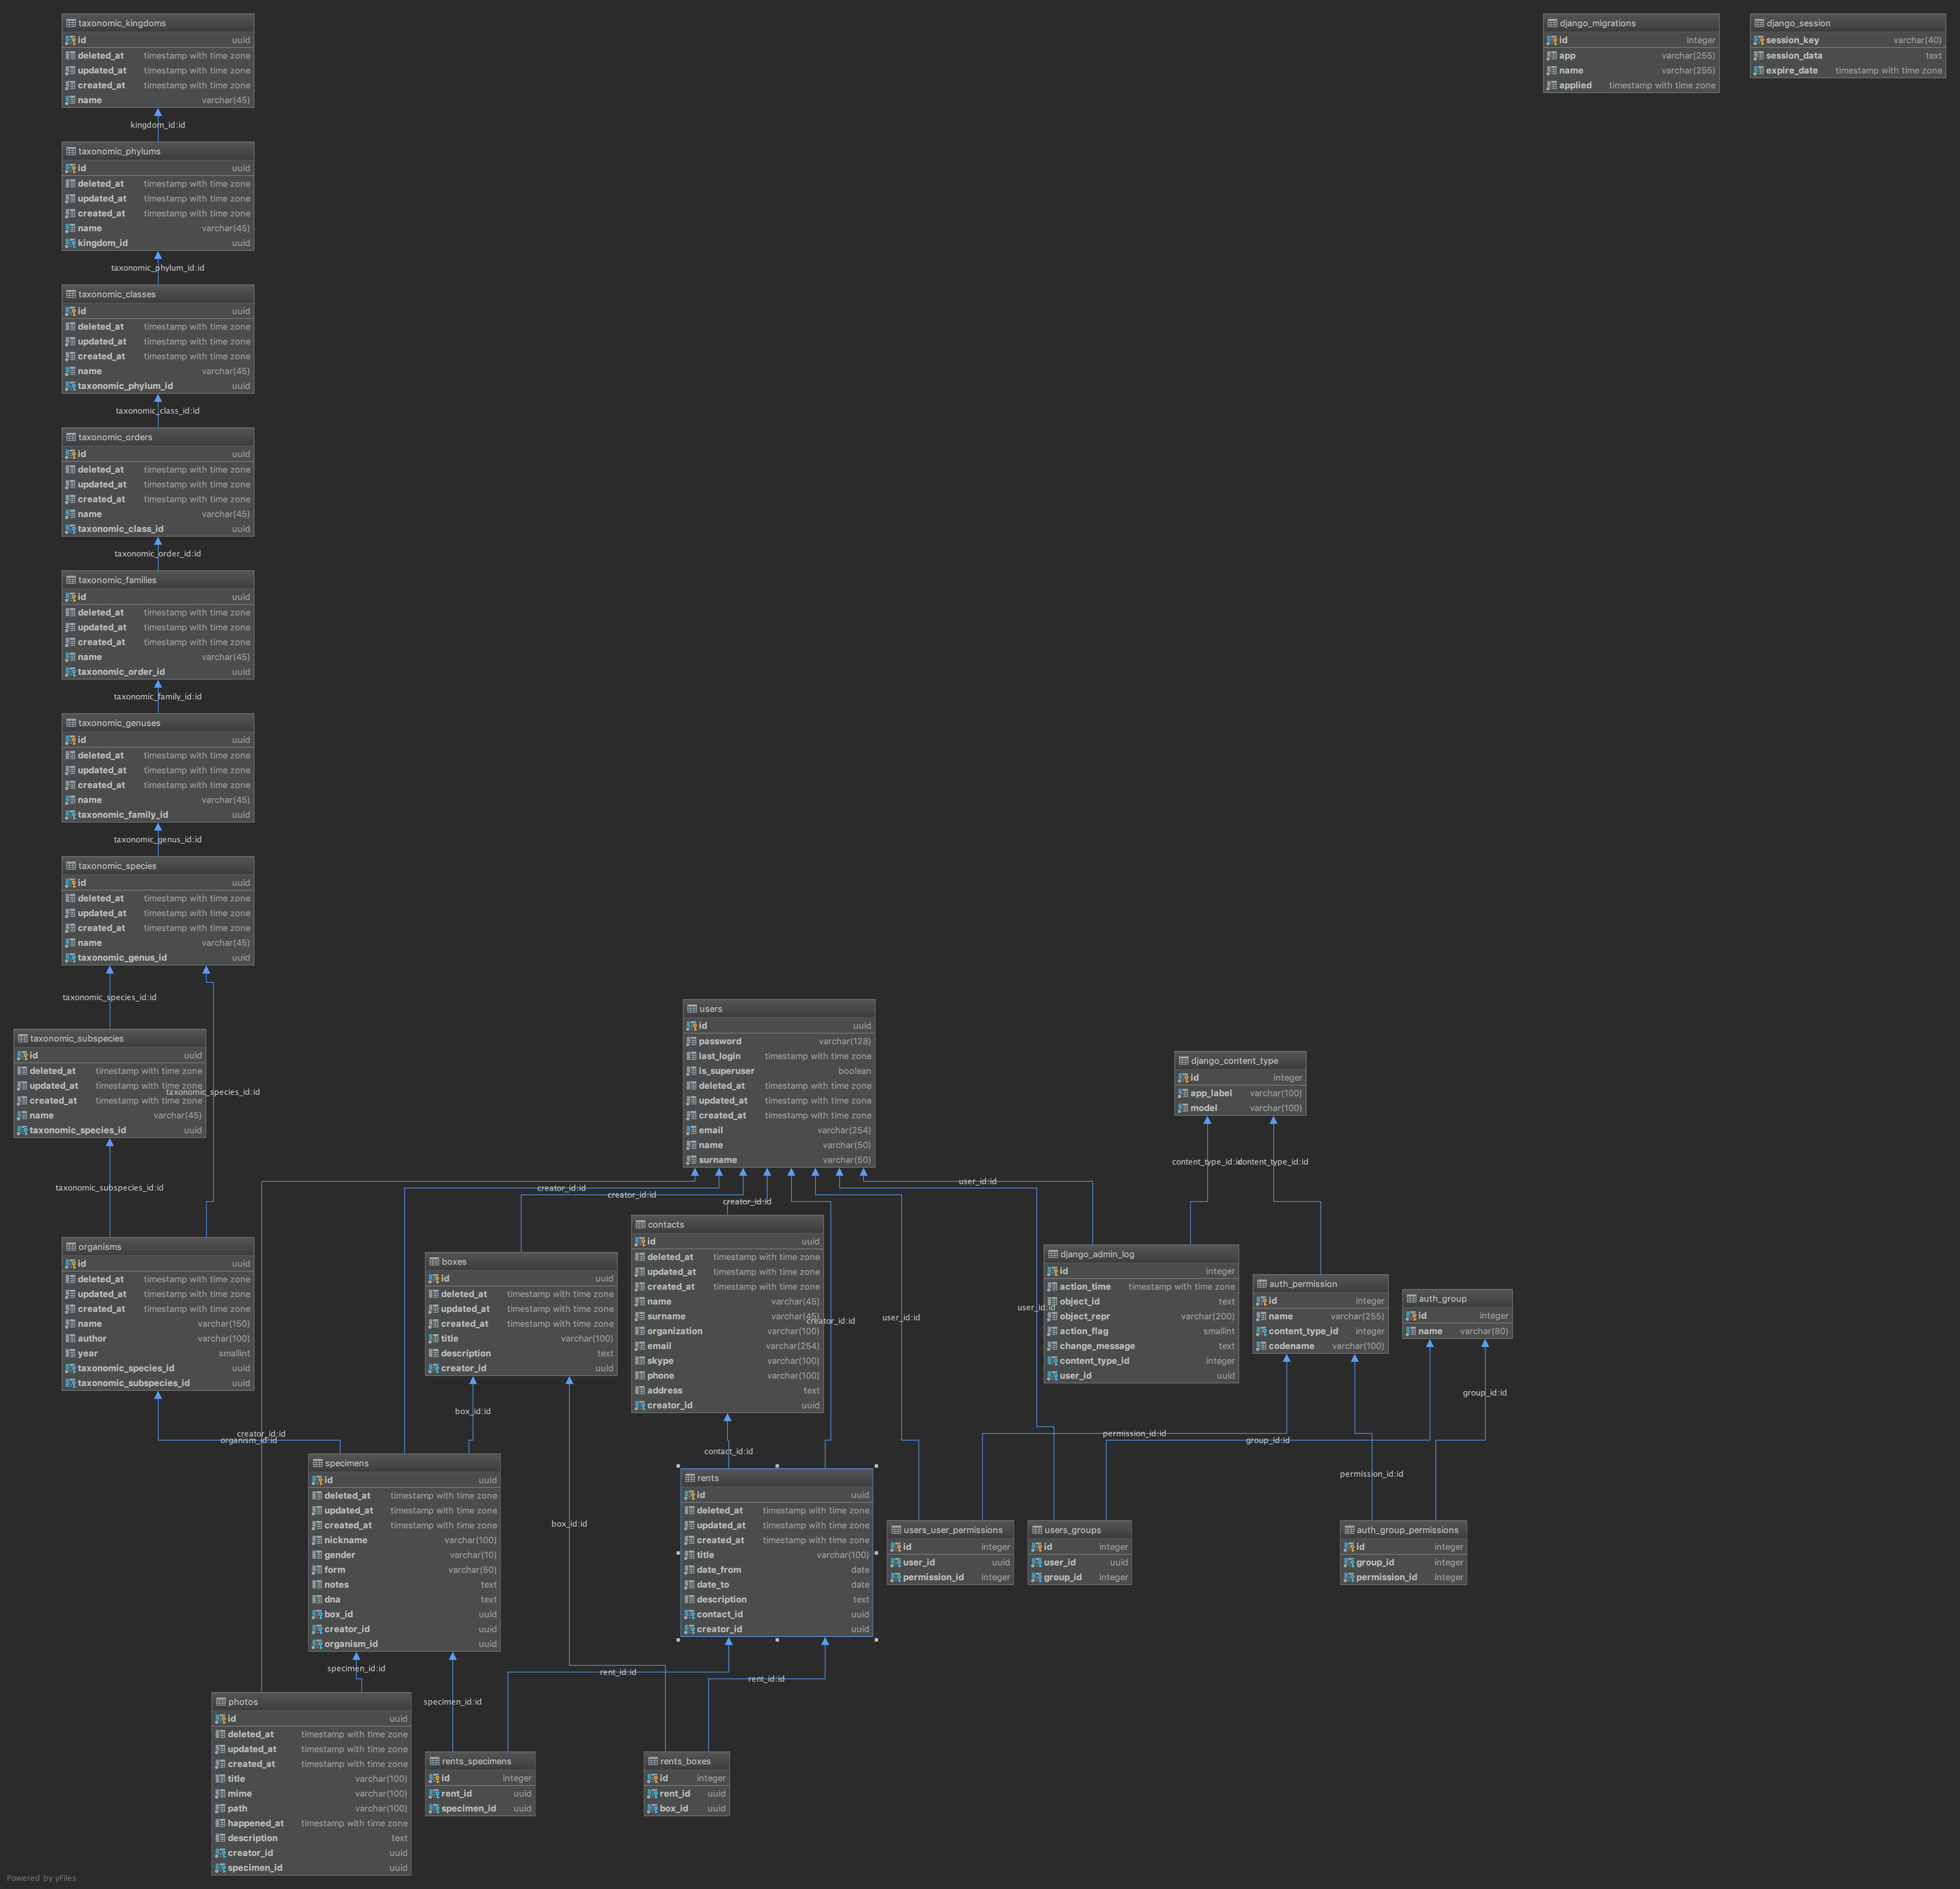 taxonomic_kingdoms
id uuid
deleted_at timestamp with time zone
updated_at timestamp with time zone
created_at timestamp with time zone
name varchar(45)
kingdom_id:id
taxonomic_phylums
id uuid
deleted_at timestamp with time zone
updated_at timestamp with time zone
created_at timestamp with time zone
name varchar(45)
kingdom_id uuid
taxonomic_phylum_id:id
taxonomic_classes
id uuid
deleted_at timestamp with time zone
updated_at timestamp with time zone
created_at timestamp with time zone
name varchar(45)
taxonomic_phylum_id uuid
taxonomic_class_id:id
taxonomic_orders
id uuid
deleted_at timestamp with time zone
updated_at timestamp with time zone
created_at timestamp with time zone
name varchar(45)
taxonomic_class_id uuid
taxonomic_order_id:id
taxonomic_families
id uuid
deleted_at timestamp with time zone
updated_at timestamp with time zone
created_at timestamp with time zone
name varchar(45)
taxonomic_order_id uuid
taxonomic_family_id:id
taxonomic_genuses
id uuid
deleted_at timestamp with time zone
updated_at timestamp with time zone
created_at timestamp with time zone
name varchar(45)
taxonomic_family_id uuid
taxonomic_genus_id:id
taxonomic_species
id uuid
deleted_at timestamp with time zone
updated_at timestamp with time zone
created_at timestamp with time zone
name varchar(45)
taxonomic_genus_id uuid
taxonomic_species_id:id
taxonomic_subspecies
id uuid
deleted_at timestamp with time zone
updated_at timestamp with time zone
created_at timestamp with time zone
name varchar(45)
taxonomic_species_id uuid
taxonomic_species_id:id
taxonomic_subspecies_id:id
organisms
id uuid
deleted_at timestamp with time zone
updated_at timestamp with time zone
created_at timestamp with time zone
name varchar(150)
author varchar(100)
year smallint
taxonomic_species_id uuid
taxonomic_subspecies_id uuid
creator_id:id
organism_id:id
django_migrations
id integer
app varchar(255)
name varchar(255)
applied timestamp with time zone
django_session
session_key varchar(40)
session_data text
expire_date timestamp with time zone
users
id uuid
password varchar(128)
last_login timestamp with time zone
is_superuser boolean
deleted_at timestamp with time zone
updated_at timestamp with time zone
created_at timestamp with time zone
email varchar(254)
name varchar(50)
surname varchar(50)
creator_id:id
creator_id:id
creator_id:id
user_id:id
boxes
id uuid
deleted_at timestamp with time zone
updated_at timestamp with time zone
created_at timestamp with time zone
title varchar(100)
description text
creator_id uuid
box_id:id
box_id:id
contacts
id uuid
deleted_at timestamp with time zone
updated_at timestamp with time zone
created_at timestamp with time zone
name varchar(45)
surname varchar(45)
organization varchar(100)
email varchar(254)
skype varchar(100)
phone varchar(100)
address text
creator_id uuid
creator_id:id
user_id:id
user_id:id
contact_id:id
django_content_type
id integer
app_label varchar(100)
model varchar(100)
content_type_id:id
content_type_id:id
django_admin_log
id integer
action_time timestamp with time zone
object_id text
object_repr varchar(200)
action_flag smallint
change_message text
content_type_id integer
user_id uuid
auth_permission
id integer
name varchar(255)
content_type_id integer
codename varchar(100)
auth_group
id integer
name varchar(80)
group_id:id
permission_id:id
group_id:id
permission_id:id
specimens
id uuid
deleted_at timestamp with time zone
updated_at timestamp with time zone
created_at timestamp with time zone
nickname varchar(100)
gender varchar(10)
form varchar(50)
notes text
dna text
box_id uuid
creator_id uuid
organism_id uuid
specimen_id:id
specimen_id:id
rents
id uuid
deleted_at timestamp with time zone
updated_at timestamp with time zone
created_at timestamp with time zone
title varchar(100)
date_from date
date_to date
description text
contact_id uuid
creator_id uuid
rent_id:id
rent_id:id
users_user_permissions
id integer
user_id uuid
permission_id integer
users_groups
id integer
user_id uuid
group_id integer
auth_group_permissions
id integer
group_id integer
permission_id integer
photos
id uuid
deleted_at timestamp with time zone
updated_at timestamp with time zone
created_at timestamp with time zone
title varchar(100)
mime varchar(100)
path varchar(100)
happened_at timestamp with time zone
description text
creator_id uuid
specimen_id uuid
rents_specimens
id integer
rent_id uuid
specimen_id uuid
rents_boxes
id integer
rent_id uuid
box_id uuid
Powered by yFiles